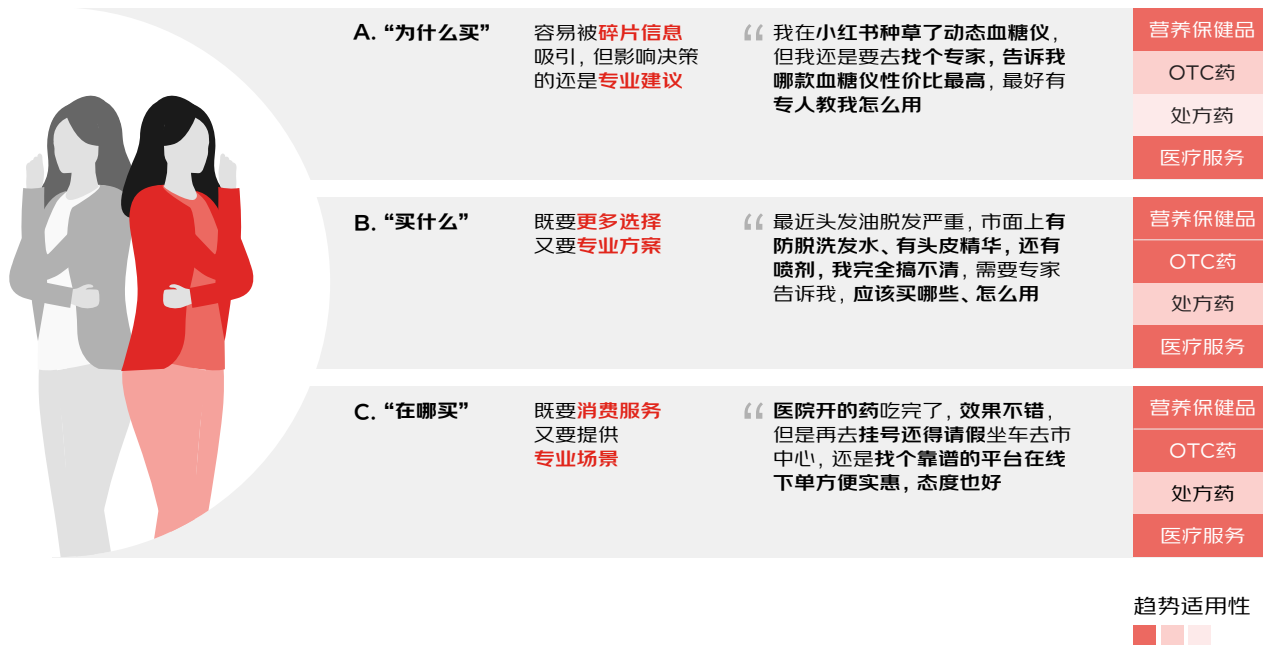 A. “为什么买”
容易被碎片信息
吸引，但影响决策
的还是专业建议
“ 我在小红书种草了动态血糖仪，
但我还是要去找个专家，告诉我
哪款血糖仪性价比最高，最好有
专人教我怎么用
营养保健品
OTC药
处方药
医疗服务
B. “买什么”
既要更多选择
又要专业方案
“ 最近头发油脱发严重，市面上有
防脱洗发水、有头皮精华，还有
喷剂，我完全搞不清，需要专家
告诉我，应该买哪些、怎么用
营养保健品
OTC药
处方药
医疗服务
C. “在哪买”
既要消费服务
又要提供
专业场景
“ 医院开的药吃完了，效果不错，
但是再去挂号还得请假坐车去市
中心，还是找个靠谱的平台在线
下单方便实惠，态度也好
营养保健品
OTC药
处方药
医疗服务
趋势适用性